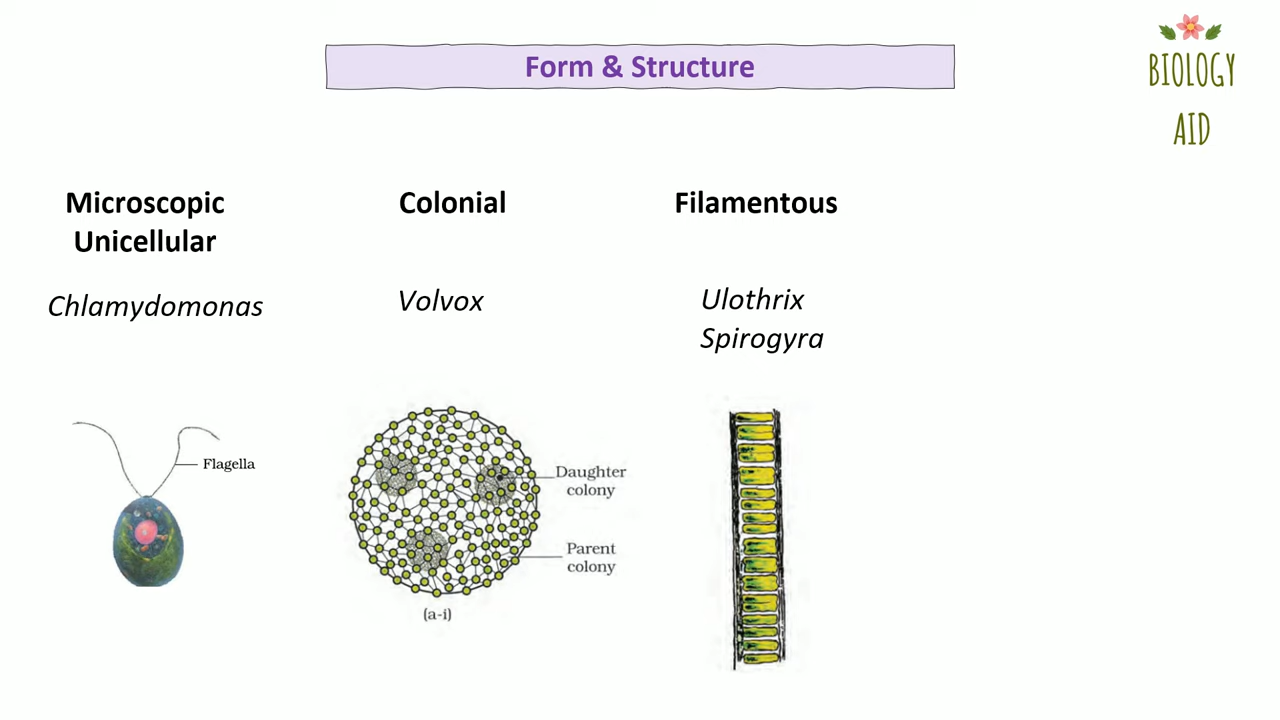 Form & Structure
BIOLOGY
AID
Microscopic
Unicellular
Chlamydomonas
Flagella
Colonial
Volvox
Daughter
colony
Parent
colony
(a-i)
Filamentous
Ulothrix
Spirogyra